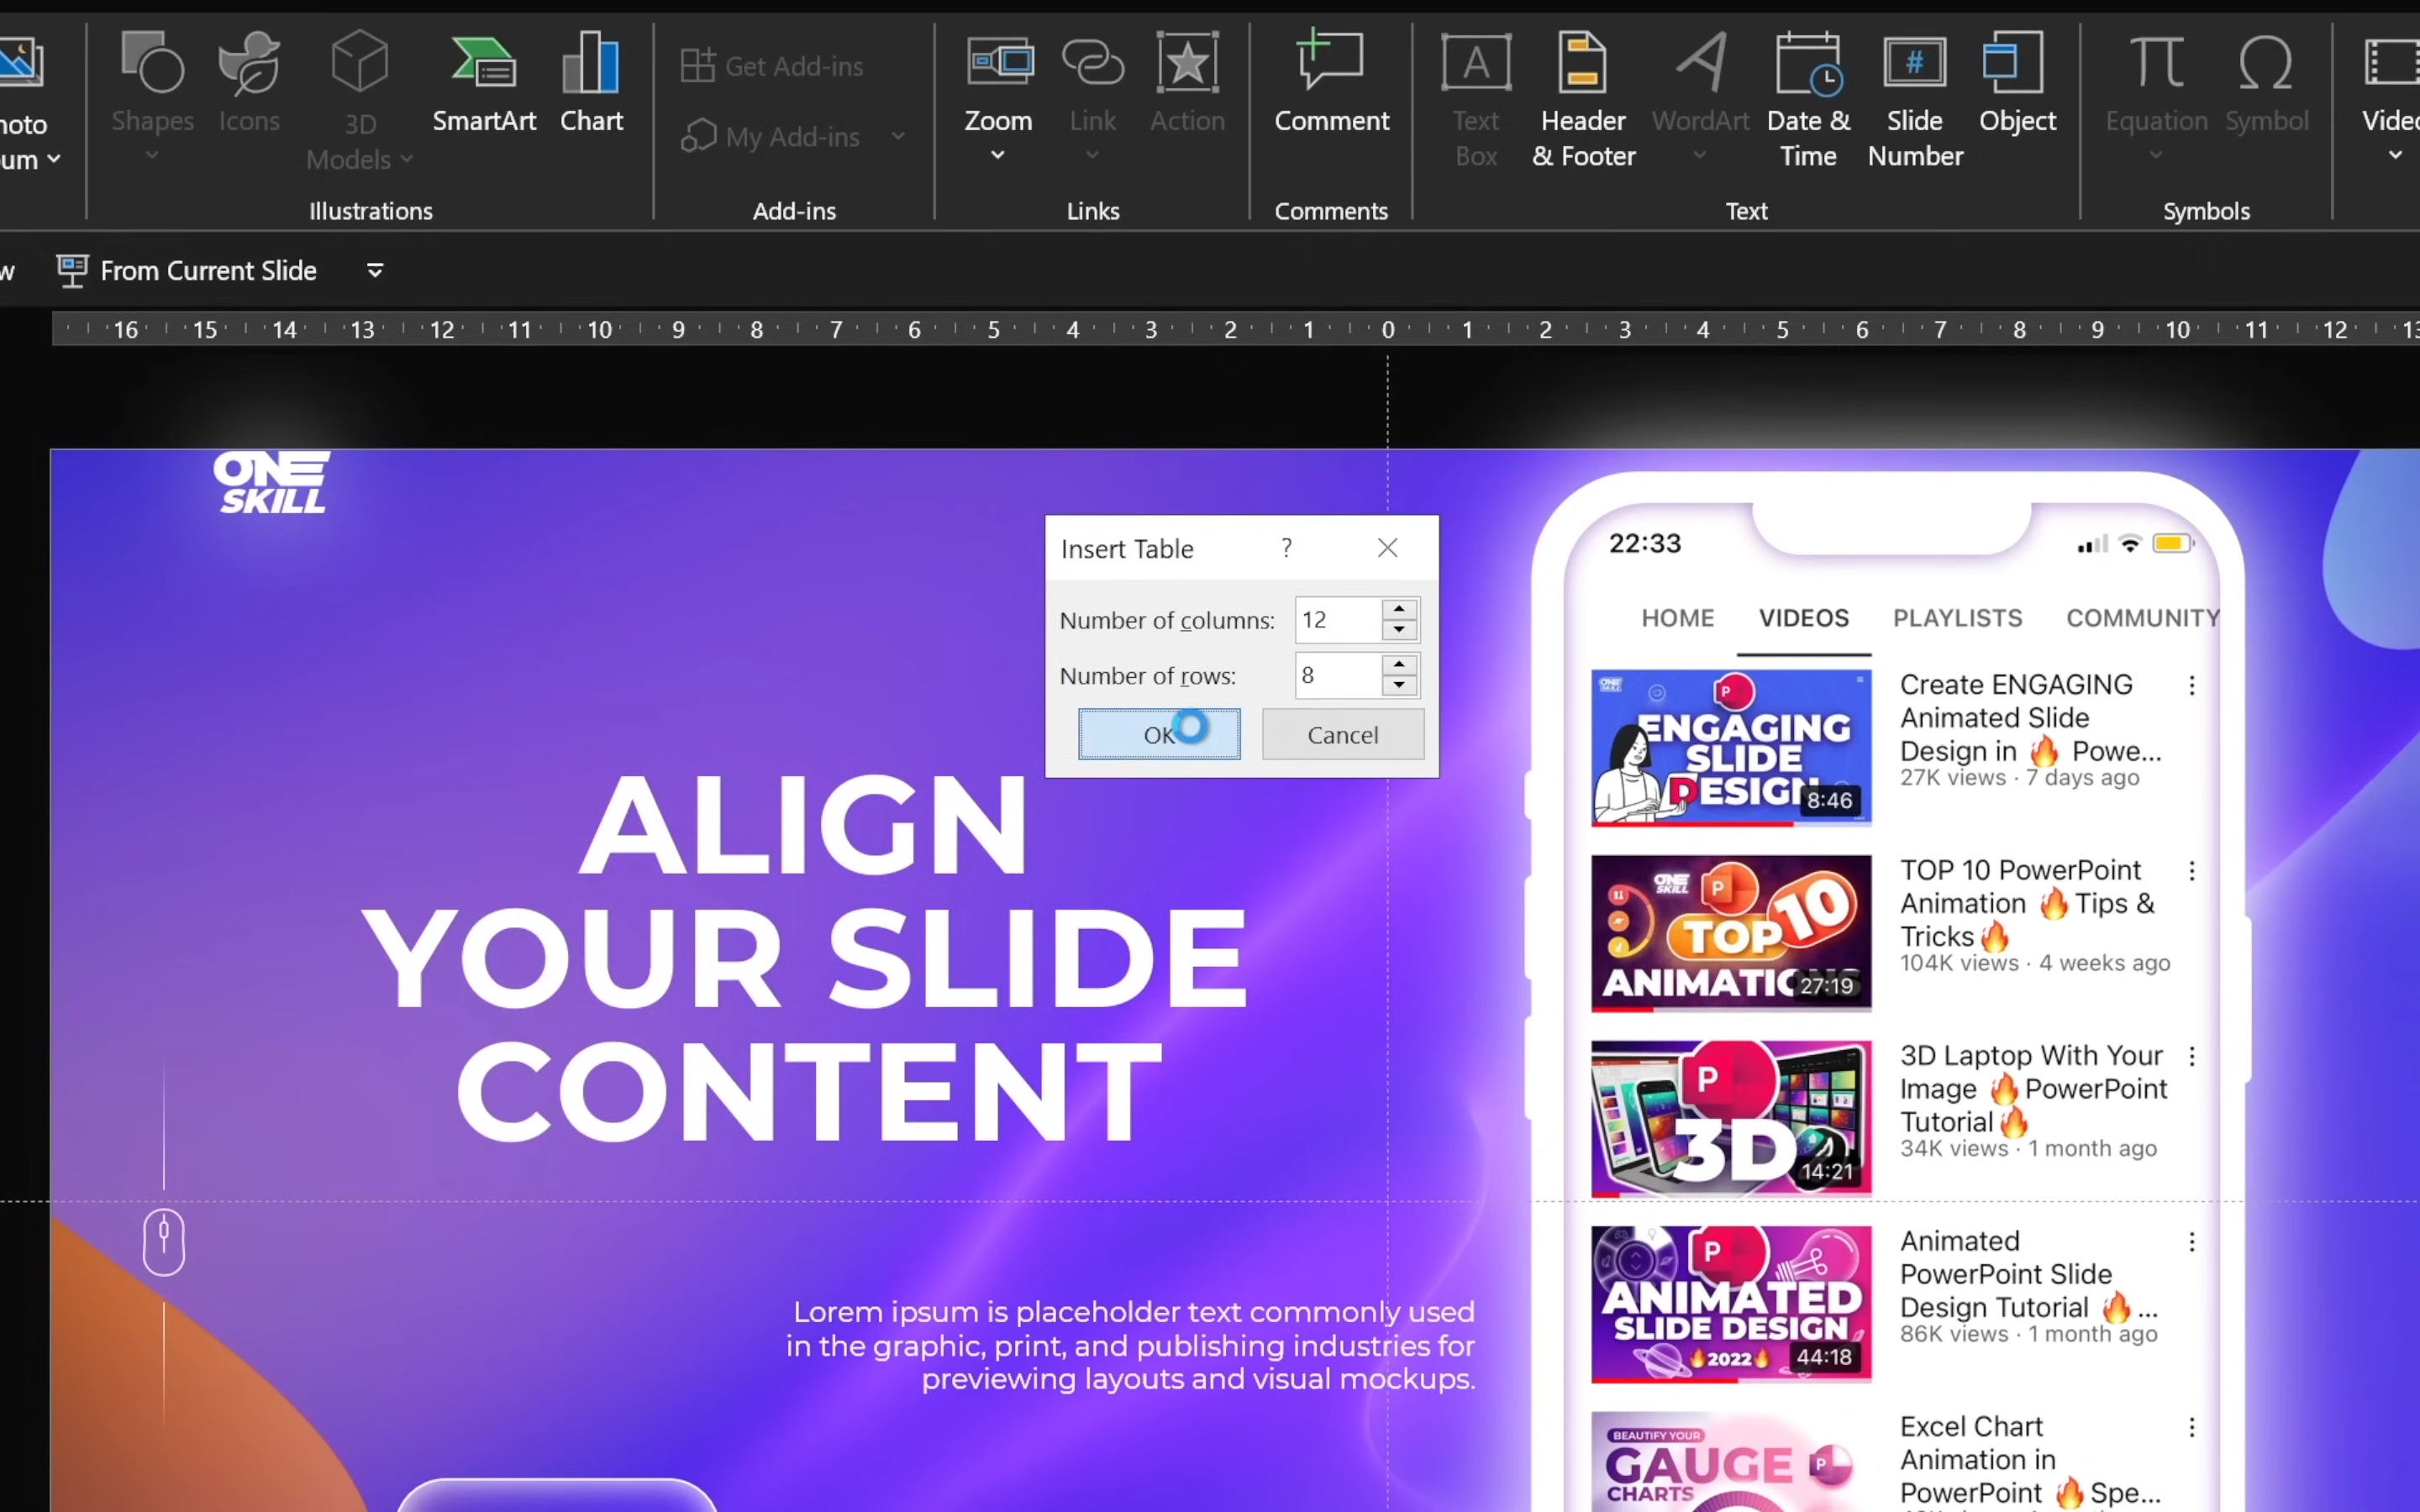 Shapes
Icons
3D
Models
SmartArt
Chart
Illustrations
Get Add-ins
My Add-ins
Add-ins
Zoom
Link
Action
Links
Comment
Comments
A
Text
Box
Header
& Footer
WordArt
Date &
Time
#
Slide
Number
Object
Text
π
Equation
Ω
Symbol
Symbols
From Current Slide
16 15 14 13 12 11 10 9 8 7 6 5 4 3 2 1 0 1 2 3 4 5 6 7 8 9 10 11 12
ONE
SKILL
Insert Table ?
Number of columns: 12
Number of rows: 8
OK Cancel
ALIGN
YOUR SLIDE
CONTENT
Lorem ipsum is placeholder text commonly used
in the graphic, print, and publishing industries for
previewing layouts and visual mockups.
22:33
HOME VIDEOS PLAYLISTS COMMUNITY
ONE
SKILL
P
ENGAGING
SLIDE
DESIGN
8:46
Create ENGAGING
Animated Slide
Design in 🔥 Powe...
27K views · 7 days ago
ONE
SKILL
P
TOP 10
ANIMATIONS
27:19
TOP 10 PowerPoint
Animation 🔥 Tips &
Tricks🔥
104K views · 4 weeks ago
P
3D
14:21
3D Laptop With Your
Image 🔥PowerPoint
Tutorial🔥
34K views · 1 month ago
P
ANIMATED
SLIDE DESIGN
🔥2022🔥
44:18
Animated
PowerPoint Slide
Design Tutorial 🔥 ...
86K views · 1 month ago
BEAUTIFY YOUR
GAUGE
CHARTS
P
Excel Chart
Animation in
PowerPoint 🔥Spe...